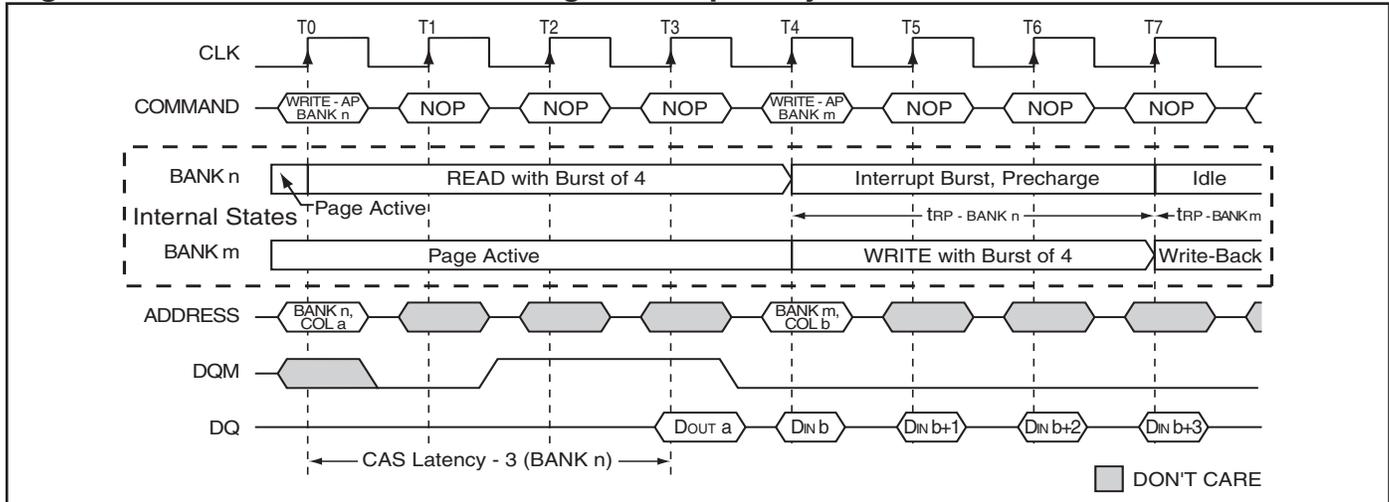 T0 T1 T2 T3 T4 T5 T6 T7
CLK
COMMAND WRITE - AP BANK n NOP NOP NOP WRITE - AP BANK m NOP NOP NOP
BANK n READ with Burst of 4 Interrupt Burst, Precharge Idle
Internal States Page Active tRP - BANK n tRP - BANK m
BANK m Page Active WRITE with Burst of 4 Write-Back
ADDRESS BANK n, COL a BANK m, COL b
DQM
DQ DOUT a DIN b DIN b+1 DIN b+2 DIN b+3
CAS Latency - 3 (BANK n)
DON'T CARE